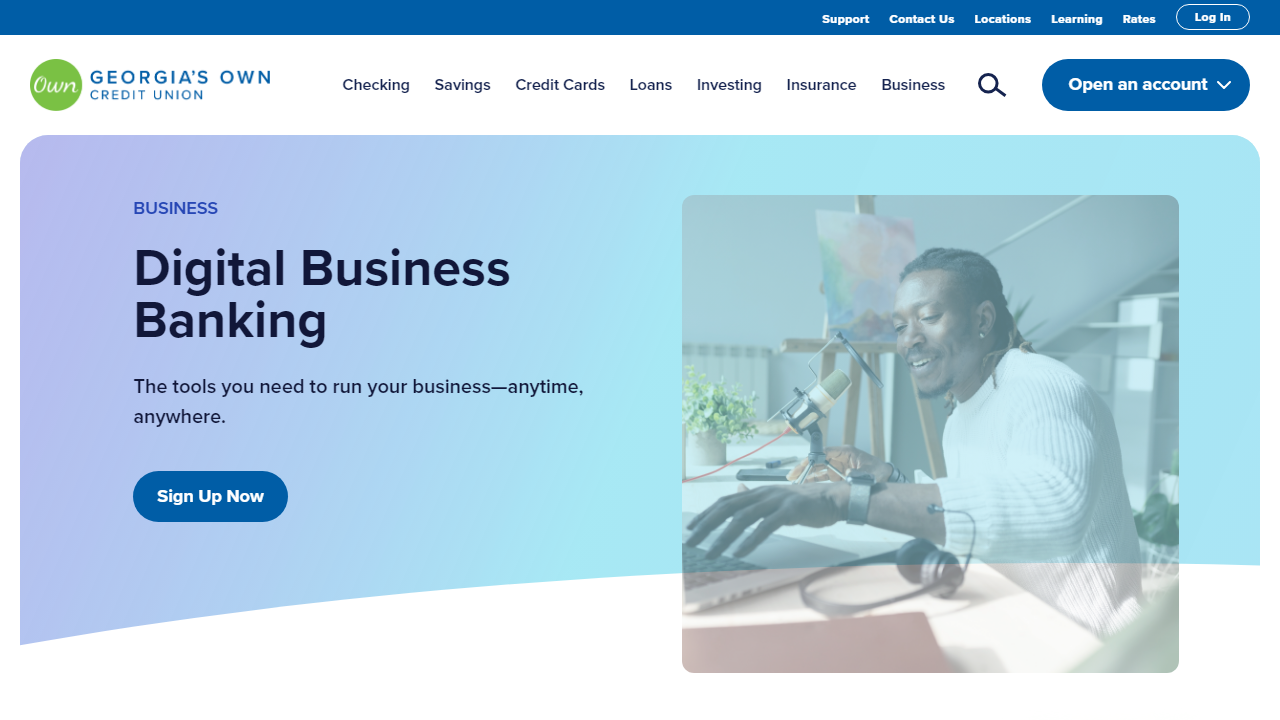 Support Contact Us Locations Learning Rates Log In
Own GEORGIA'S OWN
CREDIT UNION
Checking Savings Credit Cards Loans Investing Insurance Business
Open an account
BUSINESS
Digital Business
Banking
The tools you need to run your business—anytime,
anywhere.
Sign Up Now